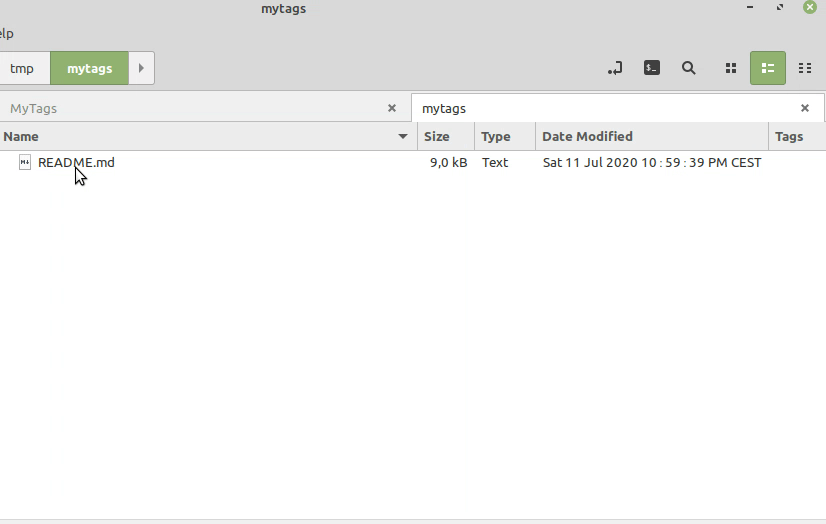 mytags
elp
tmp mytags
MyTags mytags
Name Size Type Date Modified Tags
README.md 9,0 kB Text Sat 11 Jul 2020 10:59:39 PM CEST